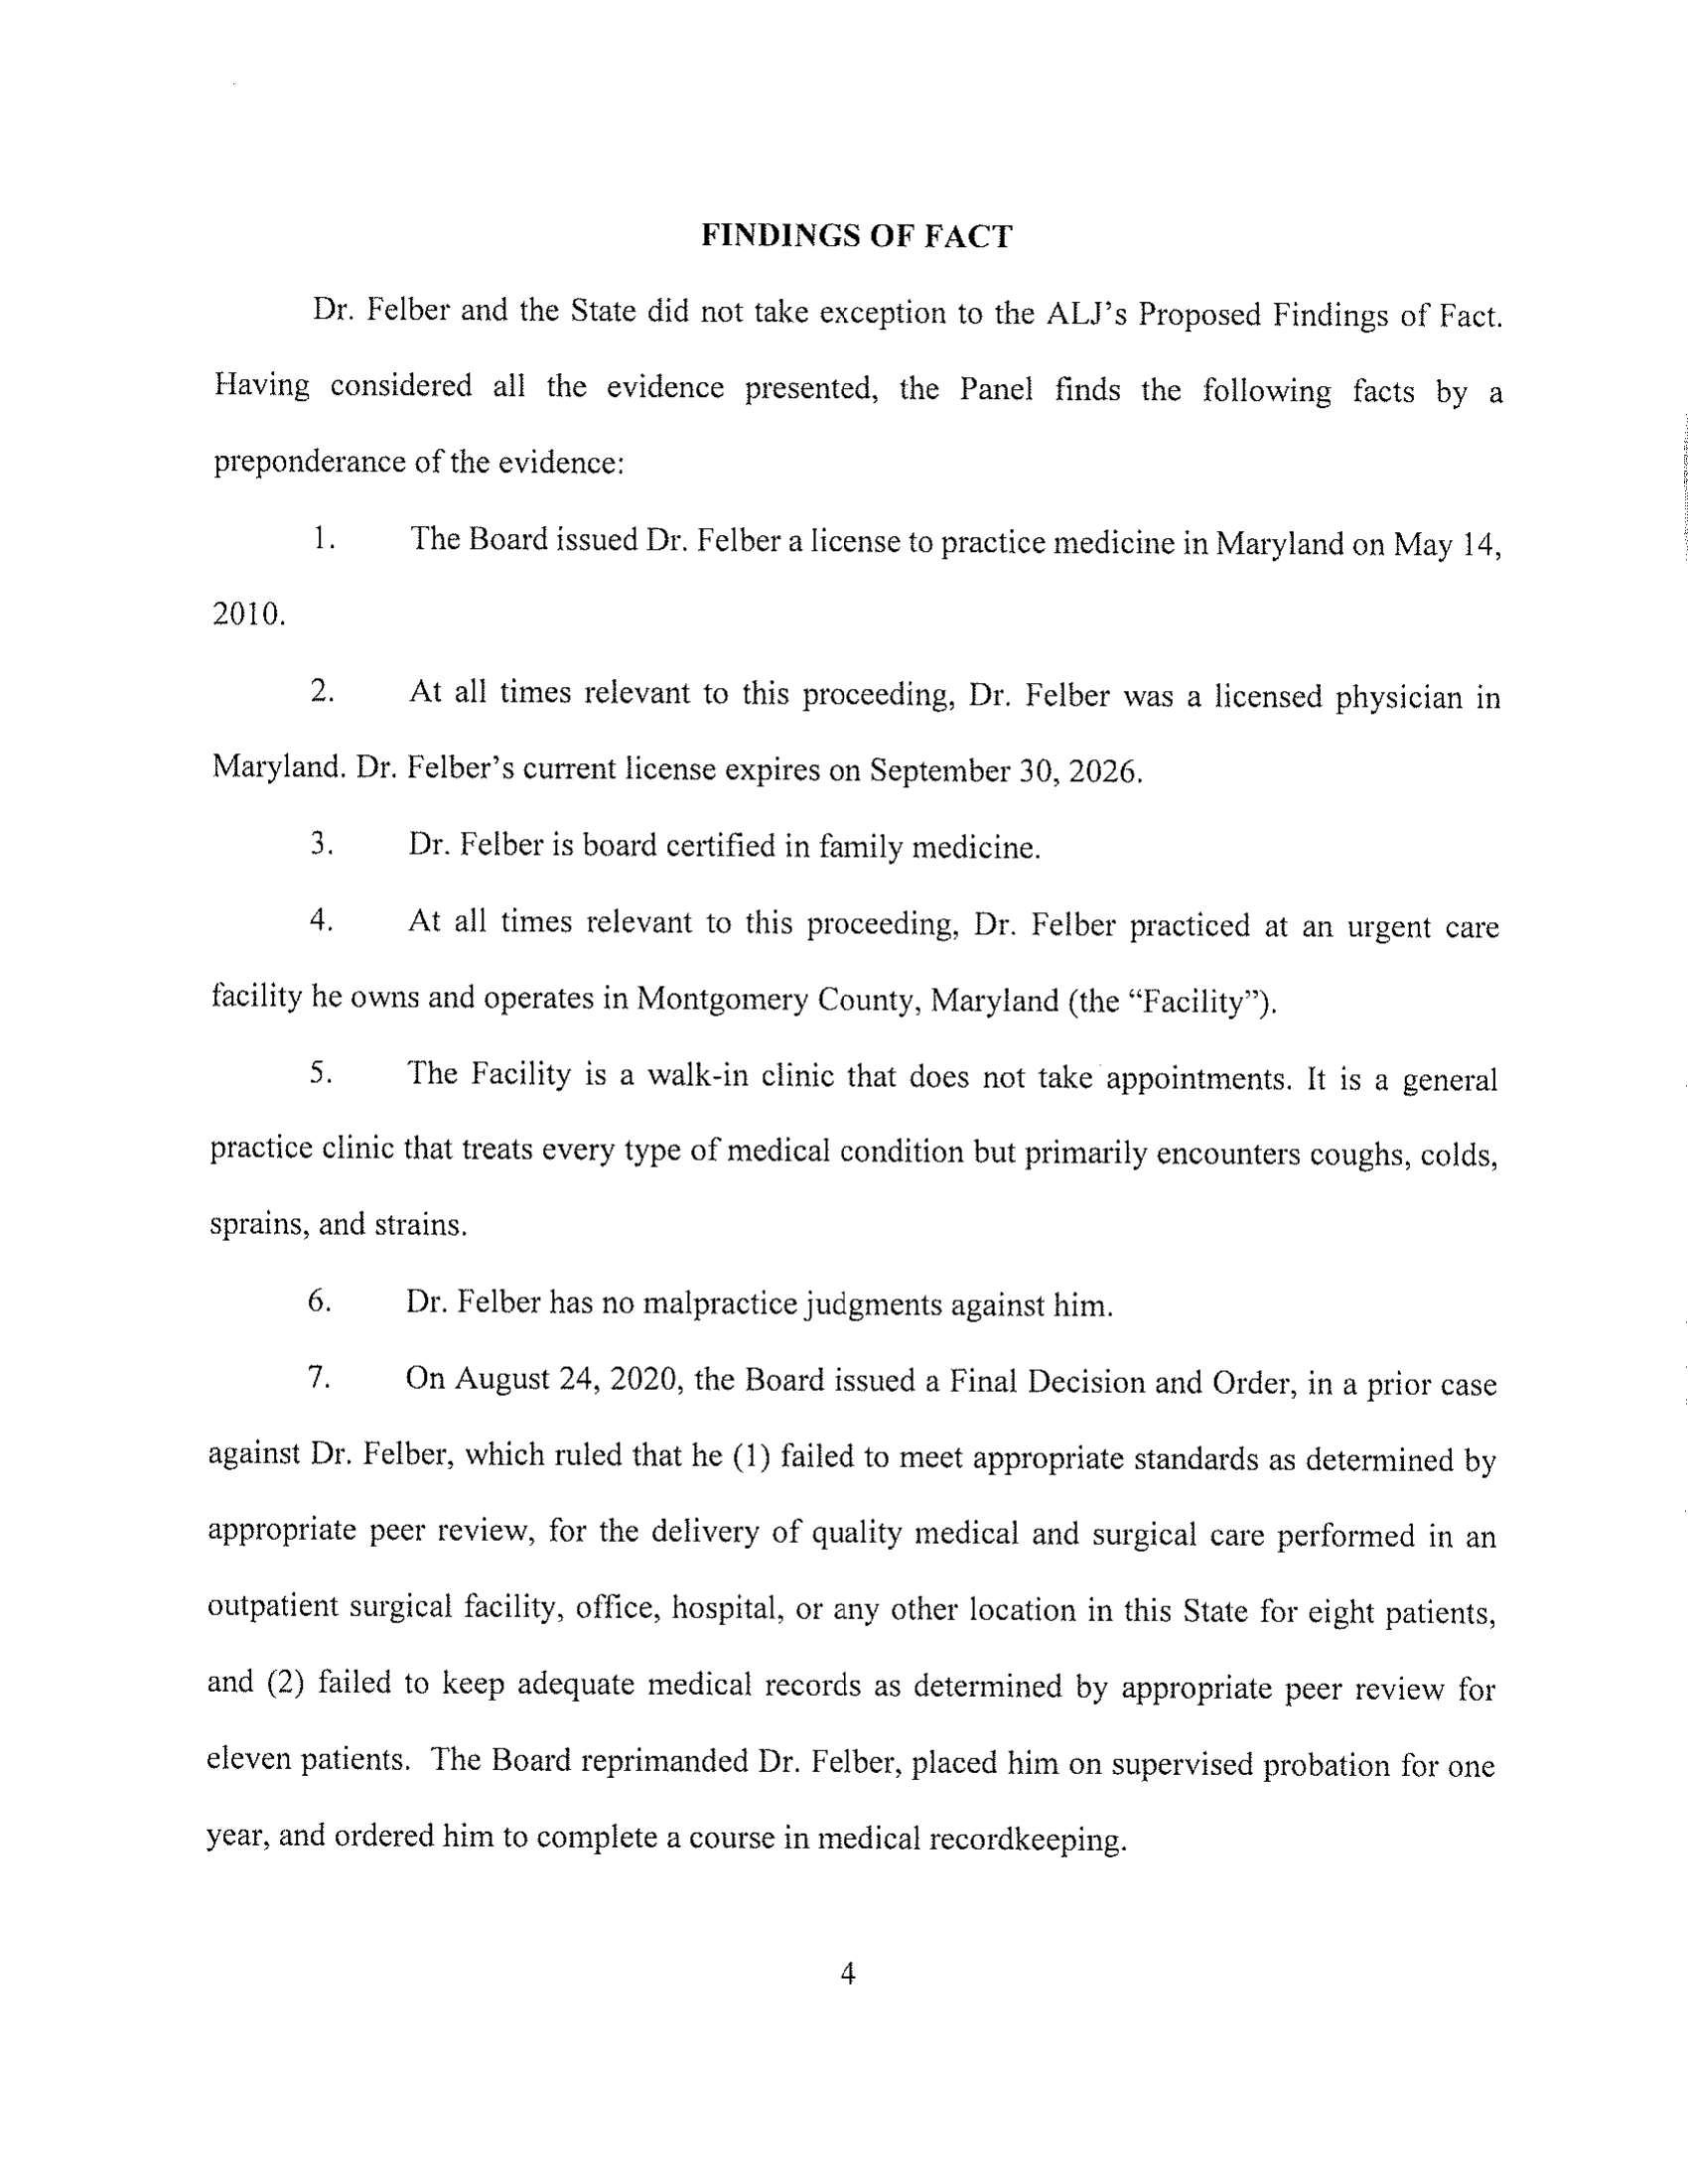 FINDINGS OF FACT
Dr. Felber and the State did not take exception to the ALJ's Proposed Findings of Fact.
Having considered all the evidence presented, the Panel finds the following facts by a
preponderance of the evidence:
1. The Board issued Dr. Felber a license to practice medicine in Maryland on May 14,
2010.
2. At all times relevant to this proceeding, Dr. Felber was a licensed physician in
Maryland. Dr. Felber's current license expires on September 30, 2026.
3. Dr. Felber is board certified in family medicine.
4. At all times relevant to this proceeding, Dr. Felber practiced at an urgent care
facility he owns and operates in Montgomery County, Maryland (the “Facility”).
5. The Facility is a walk-in clinic that does not take appointments. It is a general
practice clinic that treats every type of medical condition but primarily encounters coughs, colds,
sprains, and strains.
6. Dr. Felber has no malpractice judgments against him.
7. On August 24, 2020, the Board issued a Final Decision and Order, in a prior case
against Dr. Felber, which ruled that he (1) failed to meet appropriate standards as determined by
appropriate peer review, for the delivery of quality medical and surgical care performed in an
outpatient surgical facility, office, hospital, or any other location in this State for eight patients,
and (2) failed to keep adequate medical records as determined by appropriate peer review for
eleven patients. The Board reprimanded Dr. Felber, placed him on supervised probation for one
year, and ordered him to complete a course in medical recordkeeping.
4